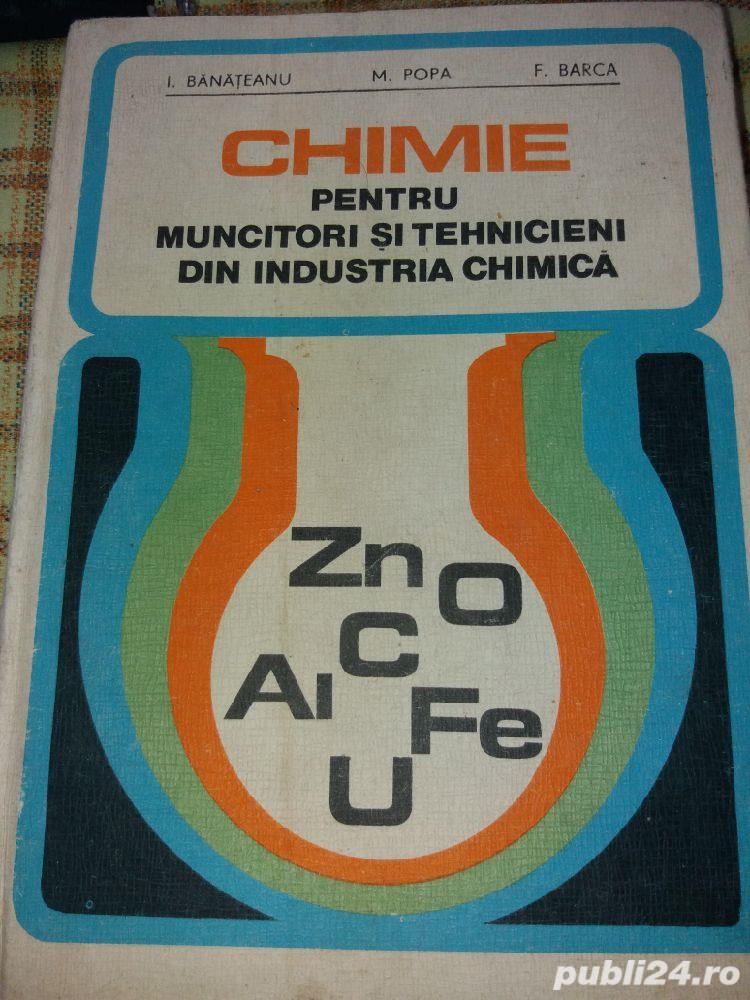 I. BĂNĂȚEANU M. POPA F. BARCA
CHIMIE
PENTRU
MUNCITORI ȘI TEHNICIENI
DIN INDUSTRIA CHIMICĂ
Zn O
C
Al Fe
U
publi24.ro